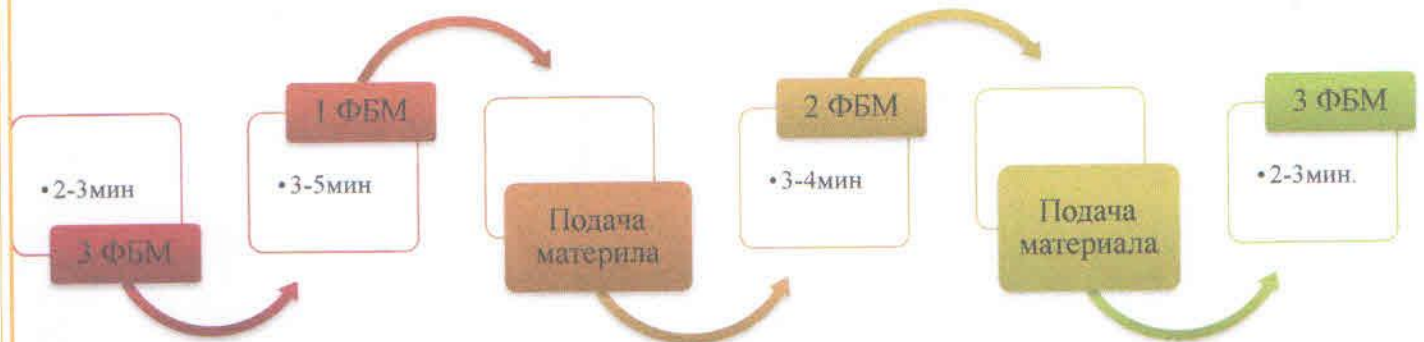 • 2-3мин
3 ФБМ
1 ФБМ
• 3-5мин
Подача
материла
2 ФБМ
• 3-4мин
Подача
материала
3 ФБМ
• 2-3мин.